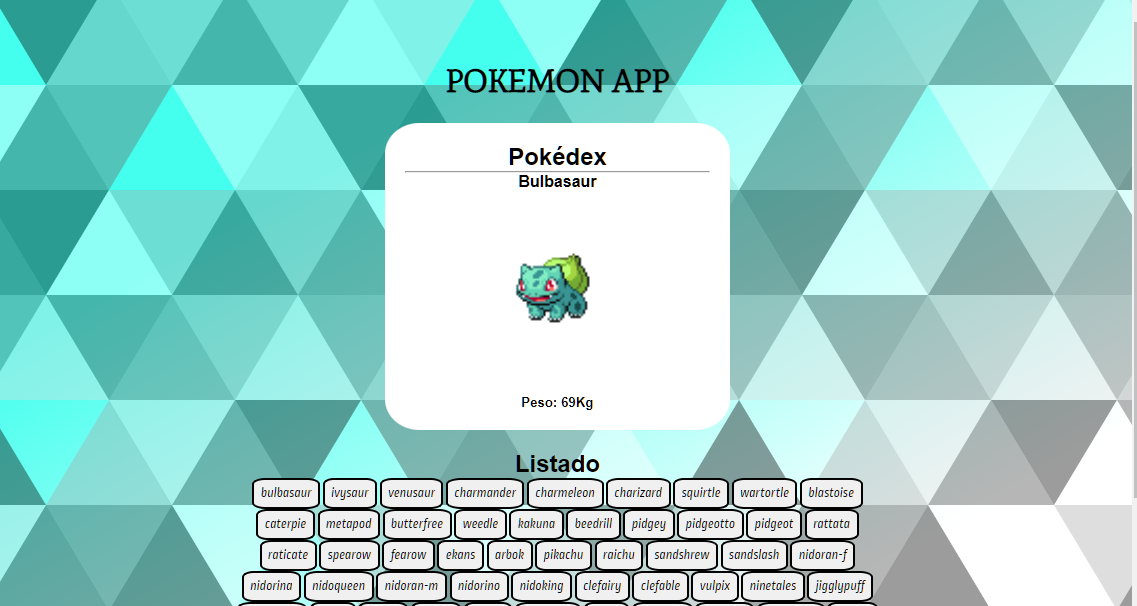 POKEMON APP
Pokédex
Bulbasaur
Peso: 69Kg
Listado
bulbasaur ivysaur venusaur charmander charmeleon charizard squirtle wartortle blastoise
caterpie metapod butterfree weedle kakuna beedrill pidgey pidgeotto pidgeot rattata
raticate spearow fearow ekans arbok pikachu raichu sandshrew sandslash nidoran-f
nidorina nidoqueen nidoran-m nidorino nidoking clefairy clefable vulpix ninetales jigglypuff